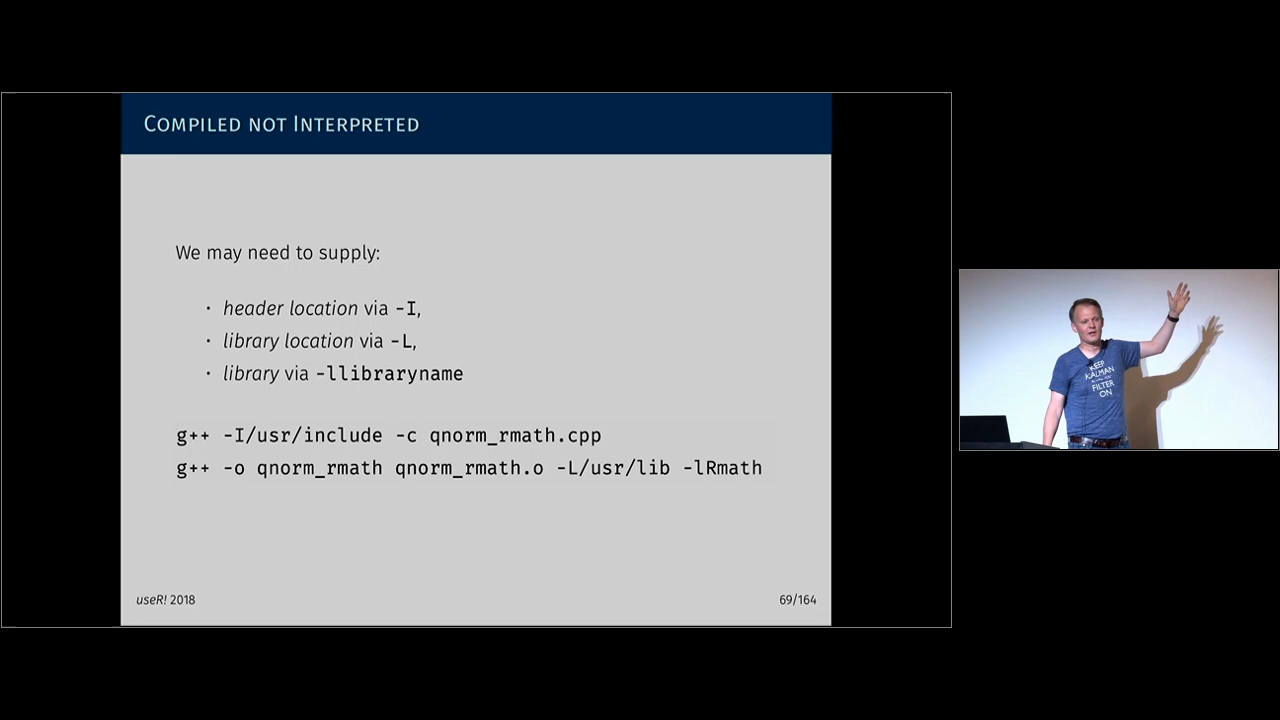 COMPILED NOT INTERPRETED
We may need to supply:
· header location via -I,
· library location via -L,
· library via -llibraryname
g++ -I/usr/include -c qnorm_rmath.cpp
g++ -o qnorm_rmath qnorm_rmath.o -L/usr/lib -lRmath
useR! 2018
69/164
KEEP
KALMAN
FILTER
ON